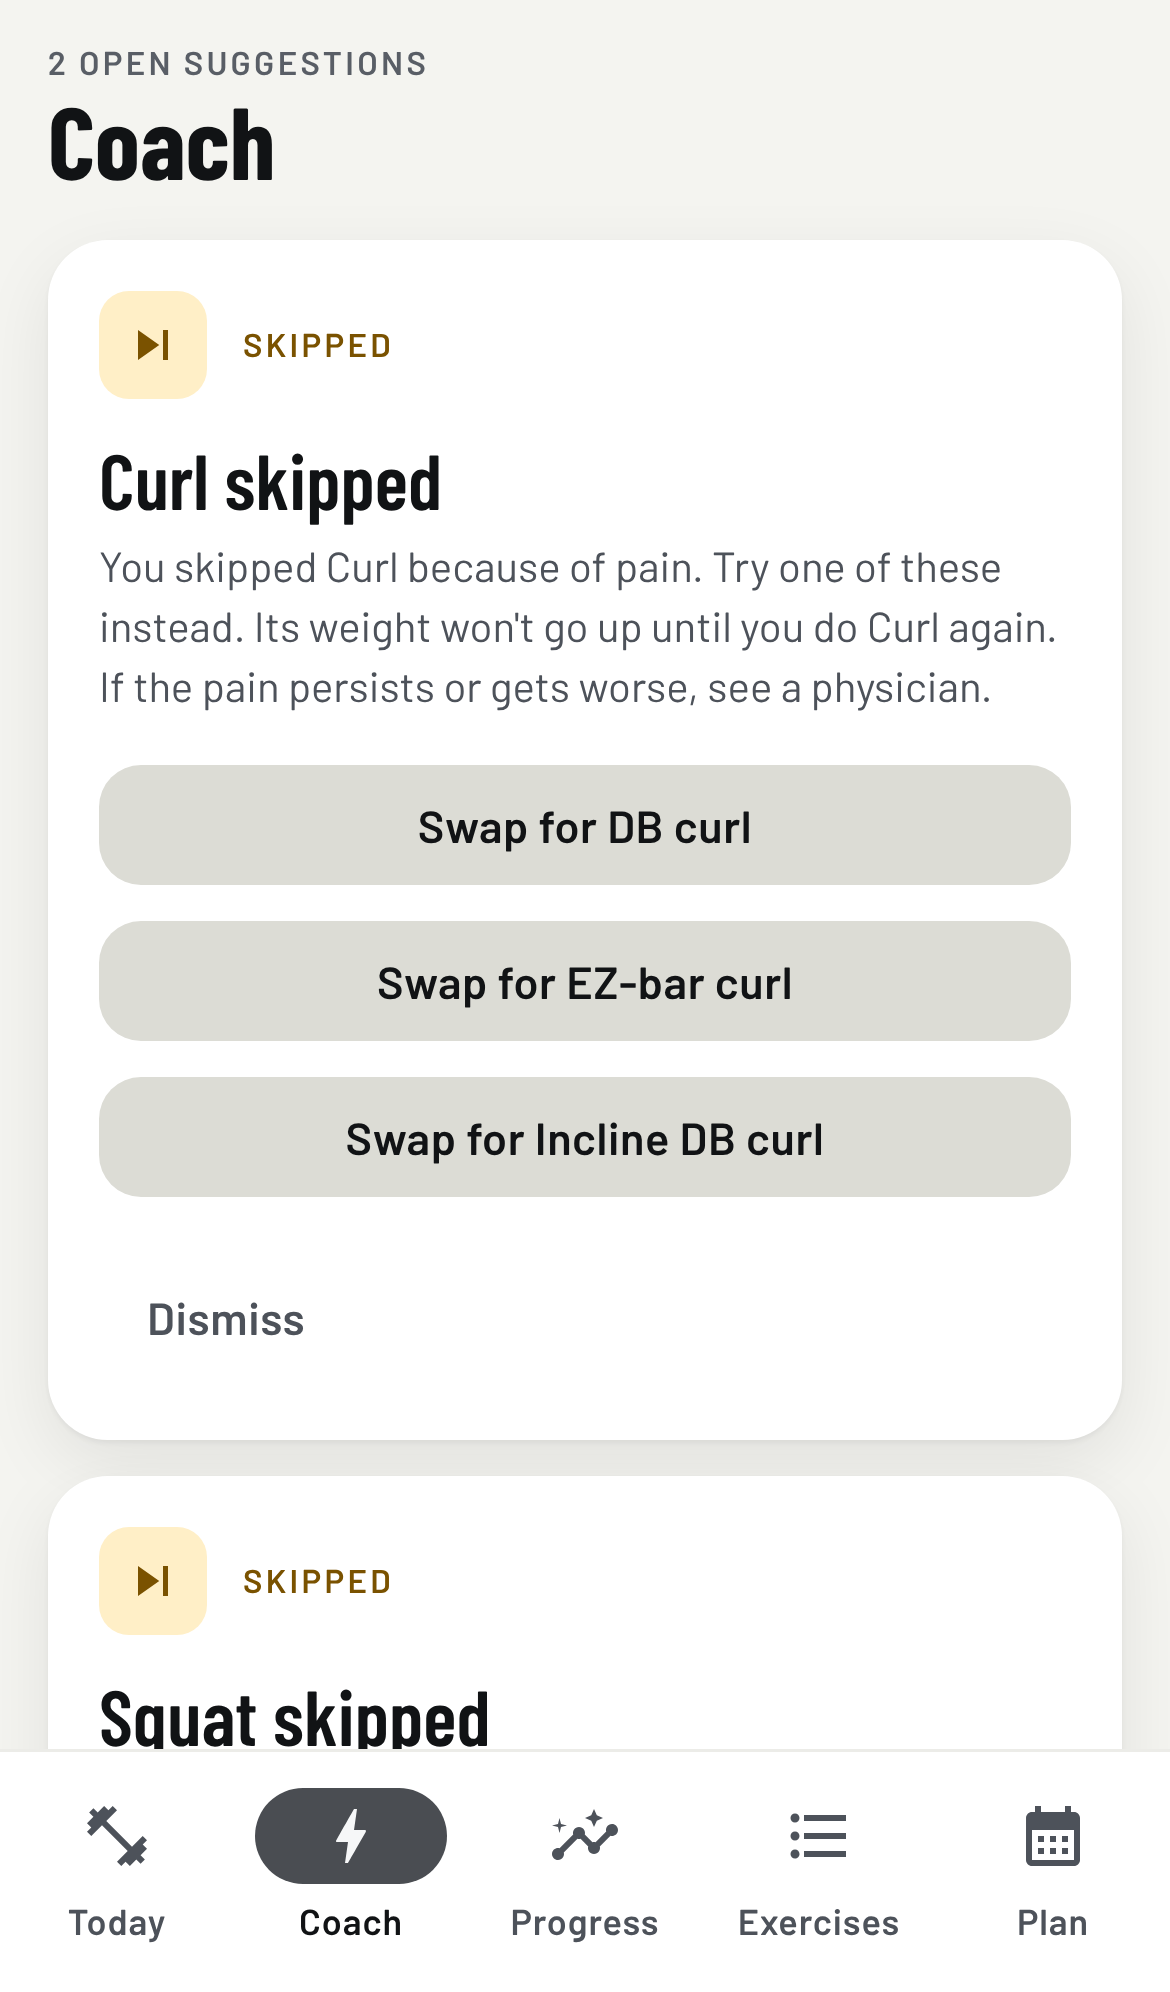 2 OPEN SUGGESTIONS
Coach
SKIPPED
Curl skipped
You skipped Curl because of pain. Try one of these
instead. Its weight won't go up until you do Curl again.
If the pain persists or gets worse, see a physician.
Swap for DB curl
Swap for EZ-bar curl
Swap for Incline DB curl
Dismiss
SKIPPED
Squat skipped
Today
Coach
Progress
Exercises
Plan